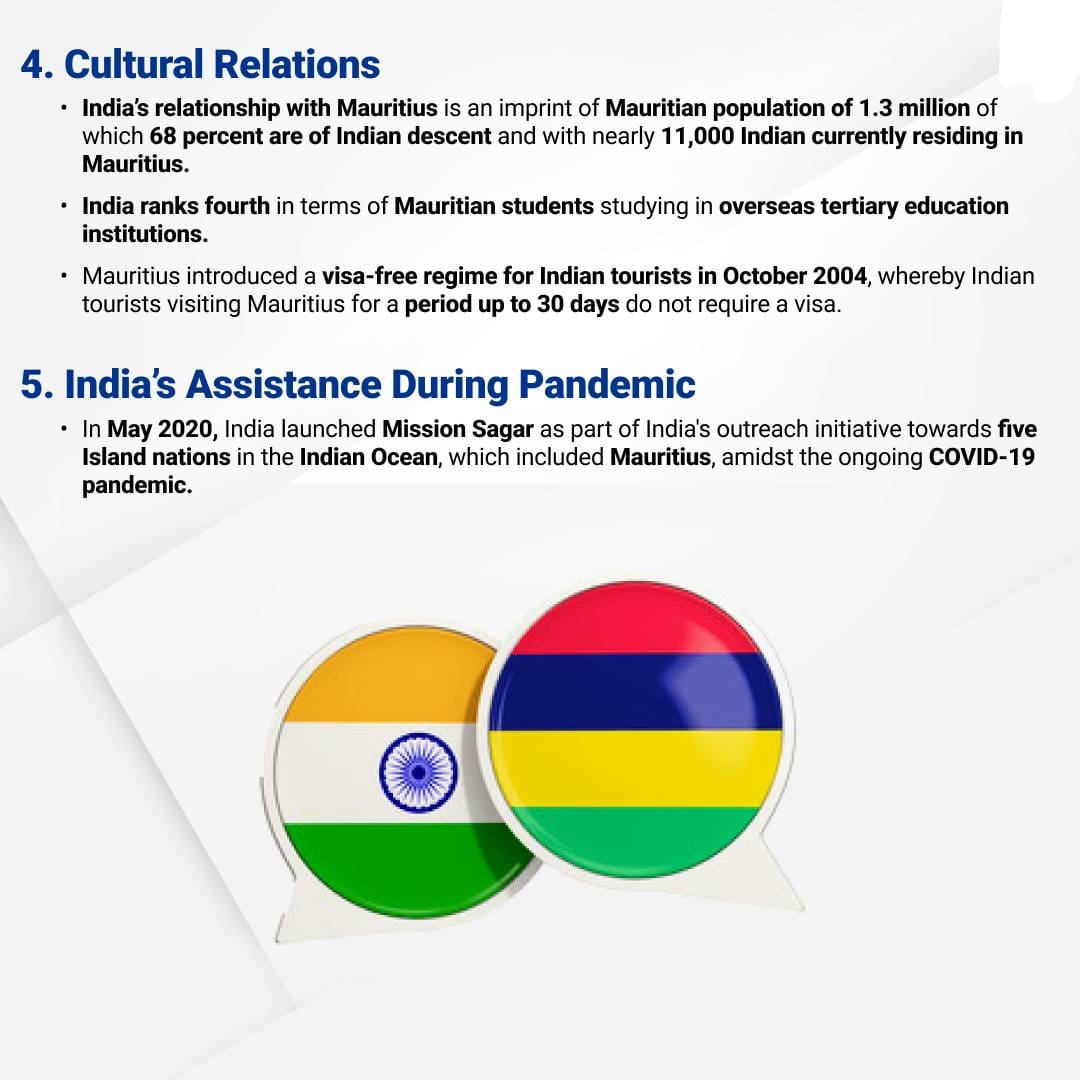 4. Cultural Relations
• India’s relationship with Mauritius is an imprint of Mauritian population of 1.3 million of
which 68 percent are of Indian descent and with nearly 11,000 Indian currently residing in
Mauritius.
• India ranks fourth in terms of Mauritian students studying in overseas tertiary education
institutions.
• Mauritius introduced a visa-free regime for Indian tourists in October 2004, whereby Indian
tourists visiting Mauritius for a period up to 30 days do not require a visa.
5. India’s Assistance During Pandemic
• In May 2020, India launched Mission Sagar as part of India's outreach initiative towards five
Island nations in the Indian Ocean, which included Mauritius, amidst the ongoing COVID-19
pandemic.